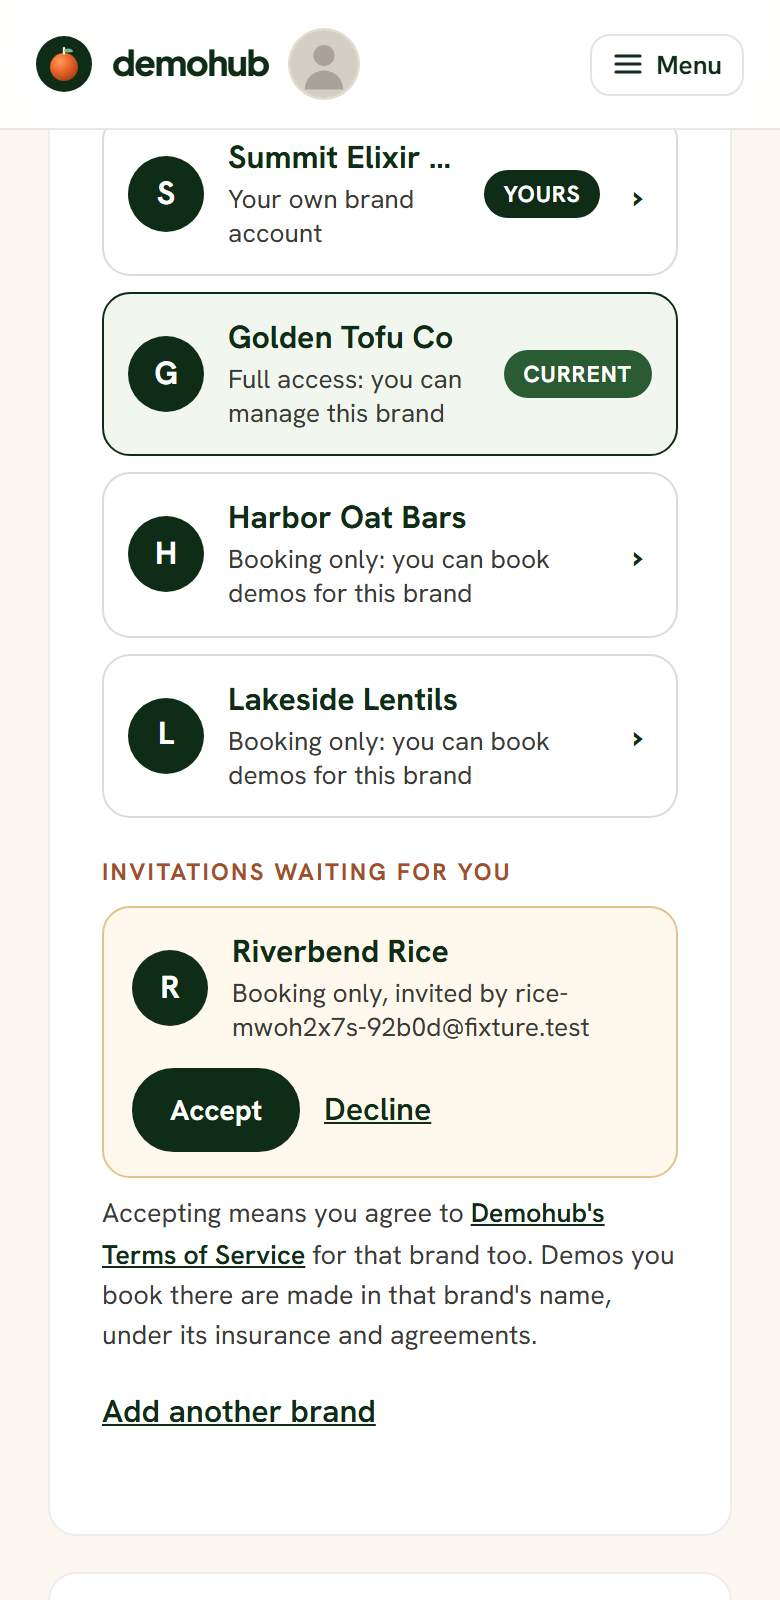 demohub
Menu
S
Summit Elixir ...
Your own brand
account
YOURS
G
Golden Tofu Co
Full access: you can
manage this brand
CURRENT
H
Harbor Oat Bars
Booking only: you can book
demos for this brand
L
Lakeside Lentils
Booking only: you can book
demos for this brand
INVITATIONS WAITING FOR YOU
R
Riverbend Rice
Booking only, invited by rice-
mwoh2x7s-92b0d@fixture.test
Accept
Decline
Accepting means you agree to Demohub's
Terms of Service for that brand too. Demos you
book there are made in that brand's name,
under its insurance and agreements.
Add another brand